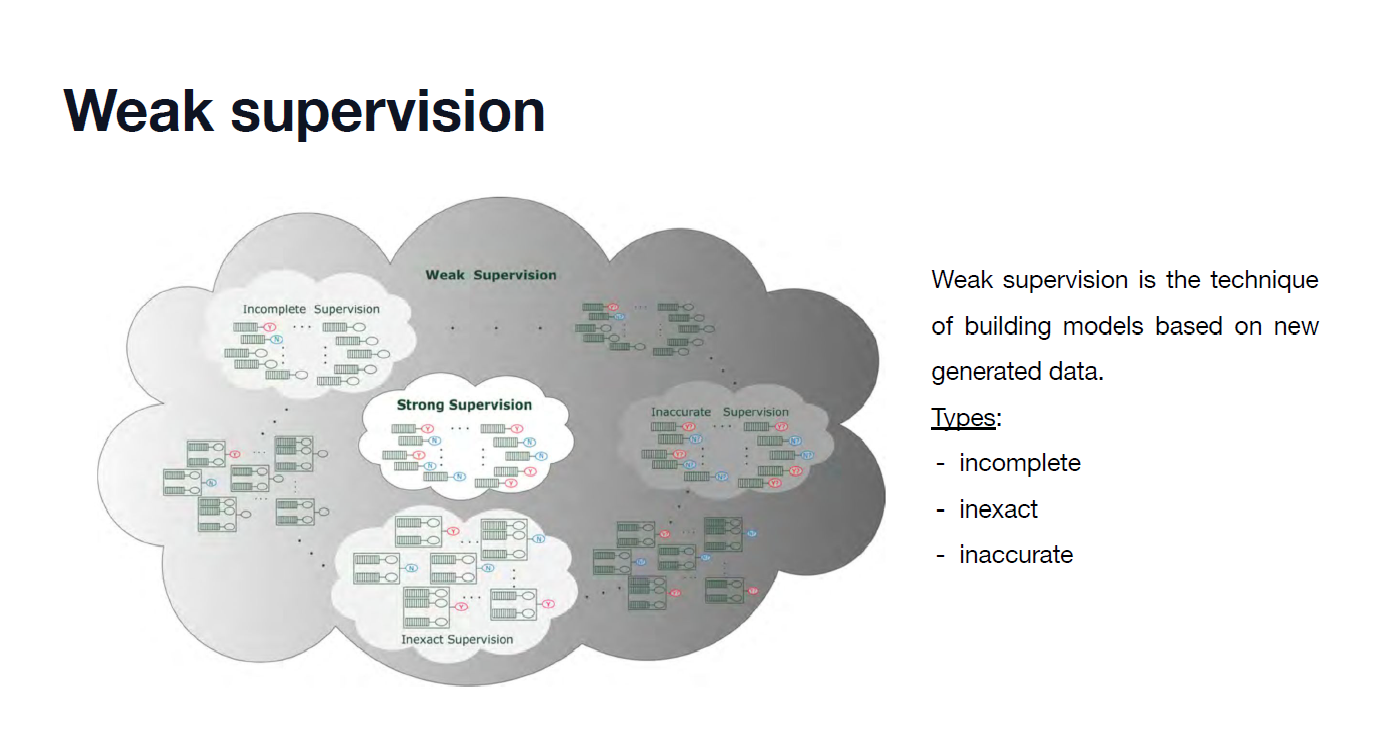 Weak supervision
Weak Supervision
Incomplete Supervision
Y
N
Strong Supervision
Y Y
N N
Y N
N Y
N Y
Inaccurate Supervision
Y? Y?
N? N?
Y? N?
N? Y?
N? Y?
Y? N?
Y N
N N
Y Y
Inexact Supervision
Y
N
Y? N?
N? N?
Y? Y?
Weak supervision is the technique
of building models based on new
generated data.
Types:
- incomplete
- inexact
- inaccurate